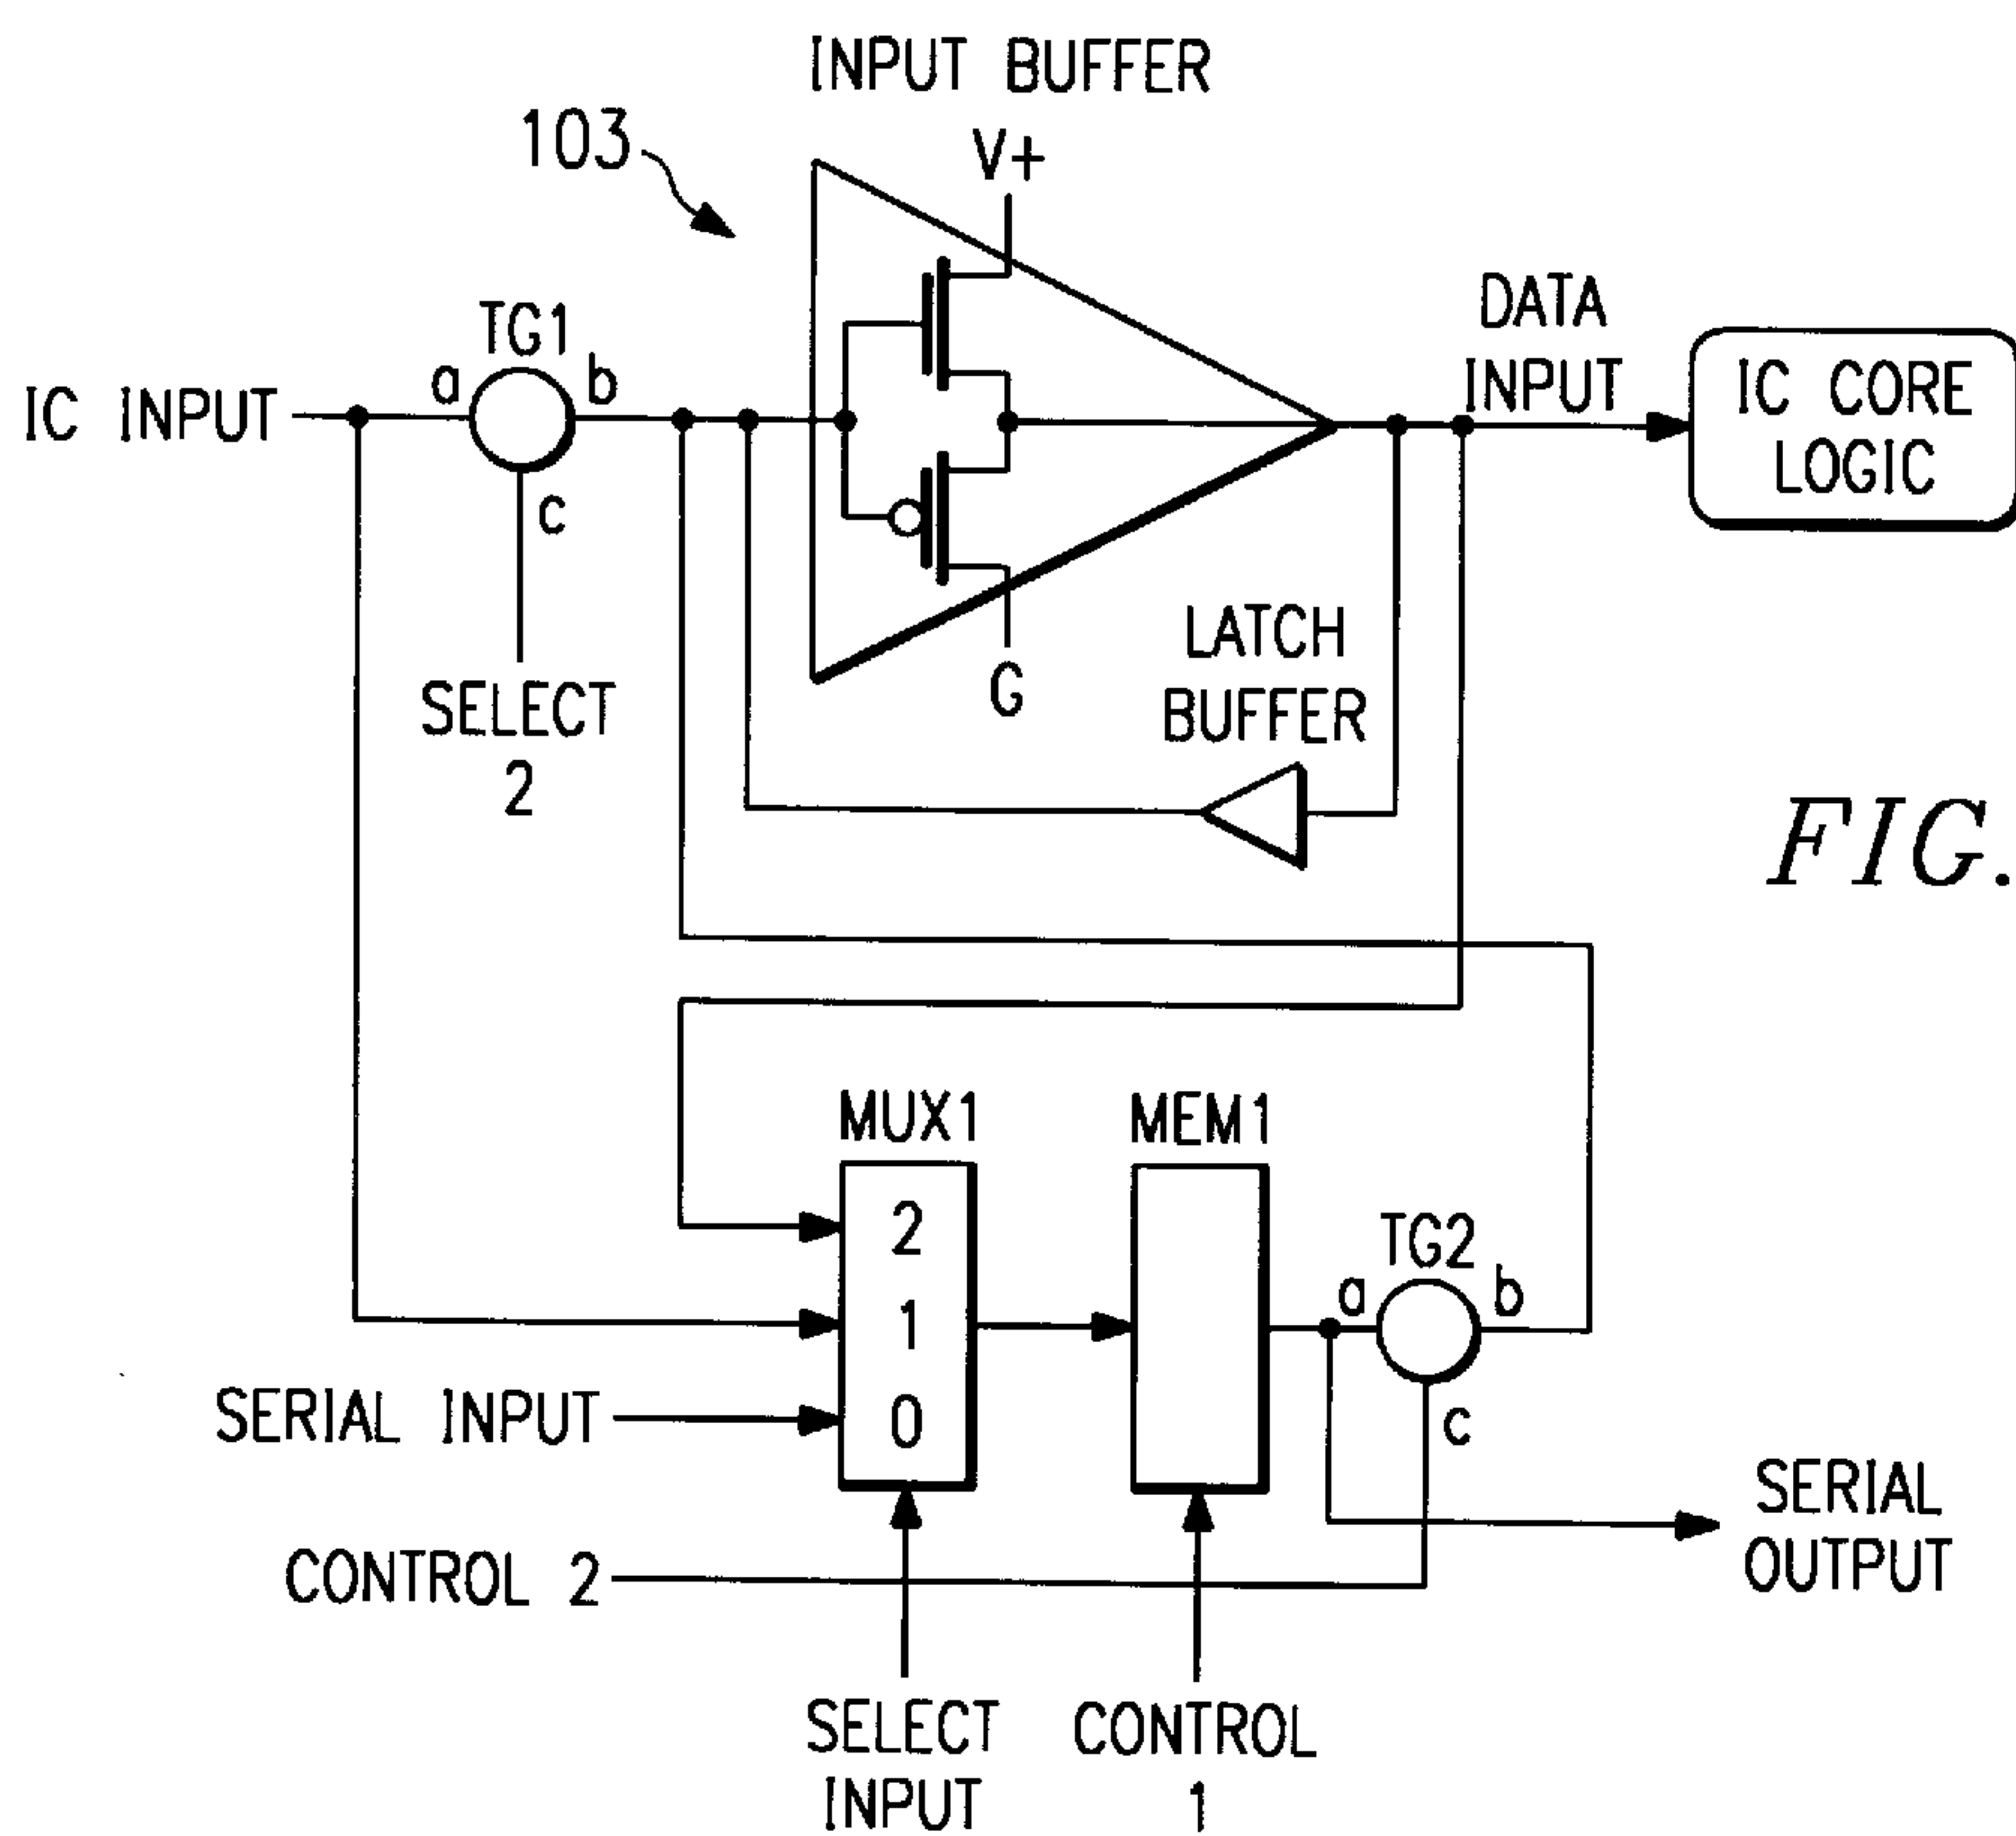 INPUT BUFFER
103
V+
TG1
a
b
c
IC INPUT
DATA
INPUT
IC CORE
LOGIC
SELECT
2
G
LATCH
BUFFER
FIG.
MUX1
MEM1
2
1
0
TG2
a
b
c
SERIAL INPUT
SERIAL
OUTPUT
CONTROL 2
SELECT
INPUT
CONTROL
1